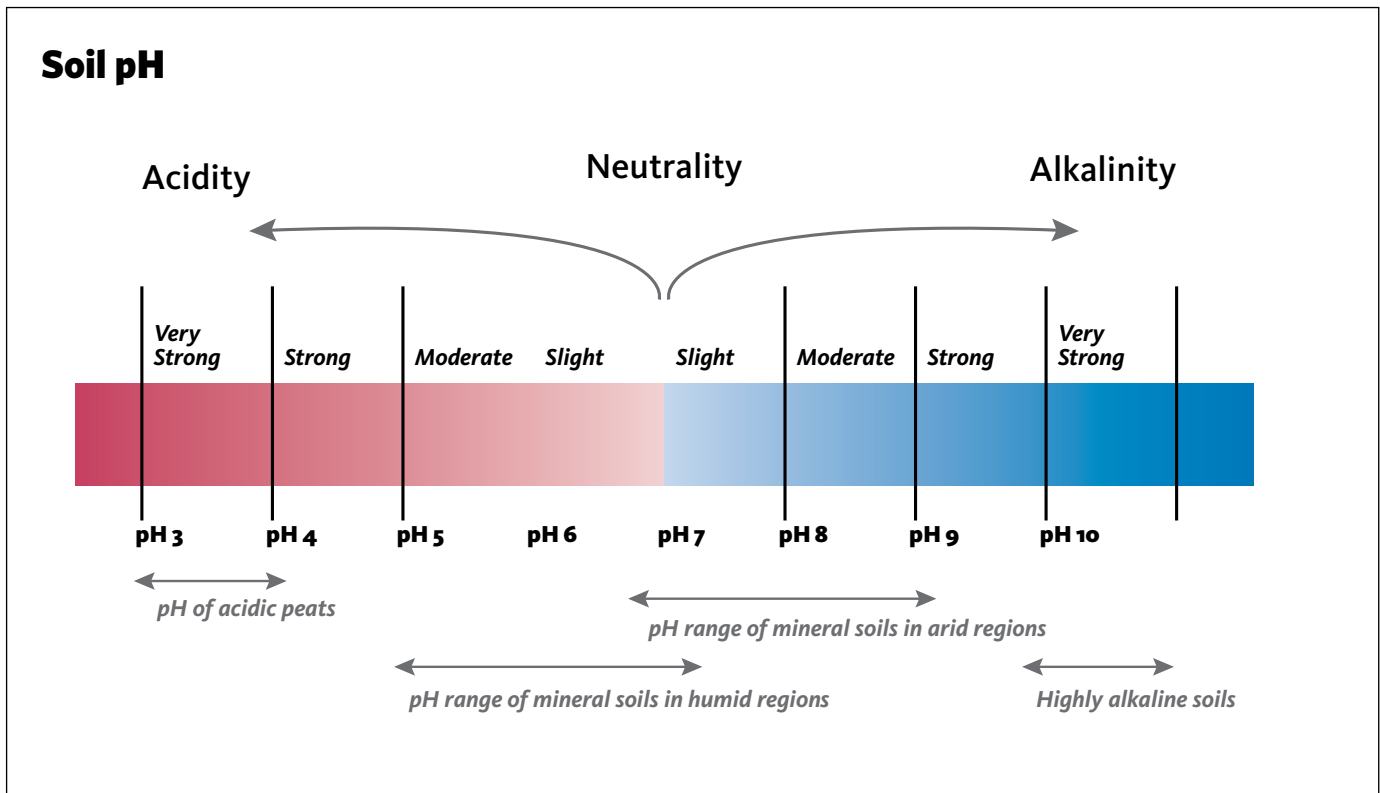 Soil pH
Acidity
Neutrality
Alkalinity
Very
Strong
Strong
Moderate
Slight
Slight
Moderate
Strong
Very
Strong
pH 3
pH 4
pH 5
pH 6
pH 7
pH 8
pH 9
pH 10
pH of acidic peats
pH range of mineral soils in arid regions
pH range of mineral soils in humid regions
Highly alkaline soils